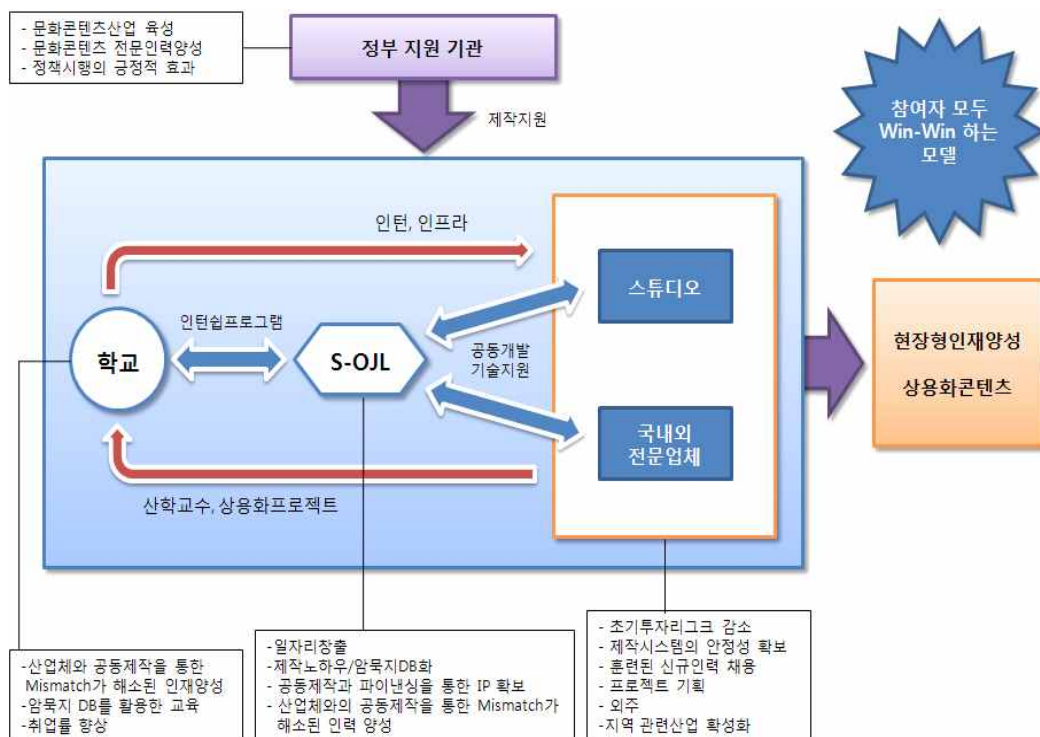 - 문화콘텐츠산업 육성
- 문화콘텐츠 전문인력양성
- 정책시행의 긍정적 효과
정부 지원 기관
제작지원
참여자 모두
Win-Win 하는
모델
인턴, 인프라
스튜디오
인턴쉽프로그램
학교
S-OJL
공동개발
기술지원
국내외
전문업체
산학교수, 상용화프로젝트
현장형인재양성
상용화콘텐츠
-산업체와 공동제작을 통한
Mismatch가 해소된 인재양성
-암묵지 DB를 활용한 교육
-취업률 향상
-일자리창출
-제작노하우/암묵지DB화
- 공동제작과 파이낸싱을 통한 IP 확보
- 산업체와의 공동제작을 통한 Mismatch가
해소된 인력 양성
- 초기투자리그크 감소
- 제작시스템의 안정성 확보
- 훈련된 신규인력 채용
- 프로젝트 기획
- 외주
-지역 관련산업 확성화